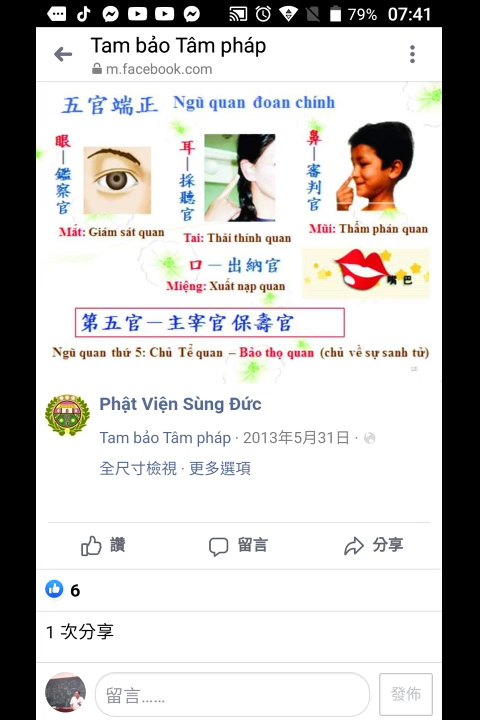 79% 07:41
Tam bảo Tâm pháp
m.facebook.com
五官端正 Ngũ quan đoan chính
眼—鑑察官
耳—採聽官
鼻—審判官
Mắt: Giám sát quan
Tai: Thải thính quan
Mũi: Thẩm phán quan
口—出納官
Miệng: Xuất nạp quan
嘴巴
第五官—主宰官保壽官
Ngũ quan thứ 5: Chủ Tể quan – Bảo thọ quan (chủ về sự sanh tử)
18
Phật Viện Sùng Đức
Tam bảo Tâm pháp · 2013年5月31日 ·
全尺寸檢視 · 更多選項
讚 留言 分享
6
1 次分享
留言...... 發佈